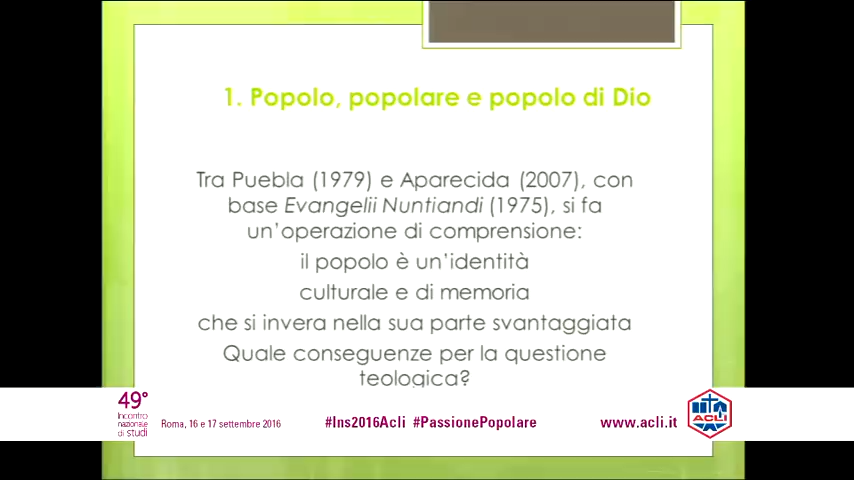 1. Popolo, popolare e popolo di Dio
Tra Puebla (1979) e Aparecida (2007), con
base Evangelii Nuntiandi (1975), si fa
un'operazione di comprensione:
il popolo è un'identità
culturale e di memoria
che si invera nella sua parte svantaggiata
Quale conseguenze per la questione
teologica?
49°
Incontro
nazionale
di studi
Roma, 16 e 17 settembre 2016
#Ins2016Acli #PassionePopolare
www.acli.it
ACLI